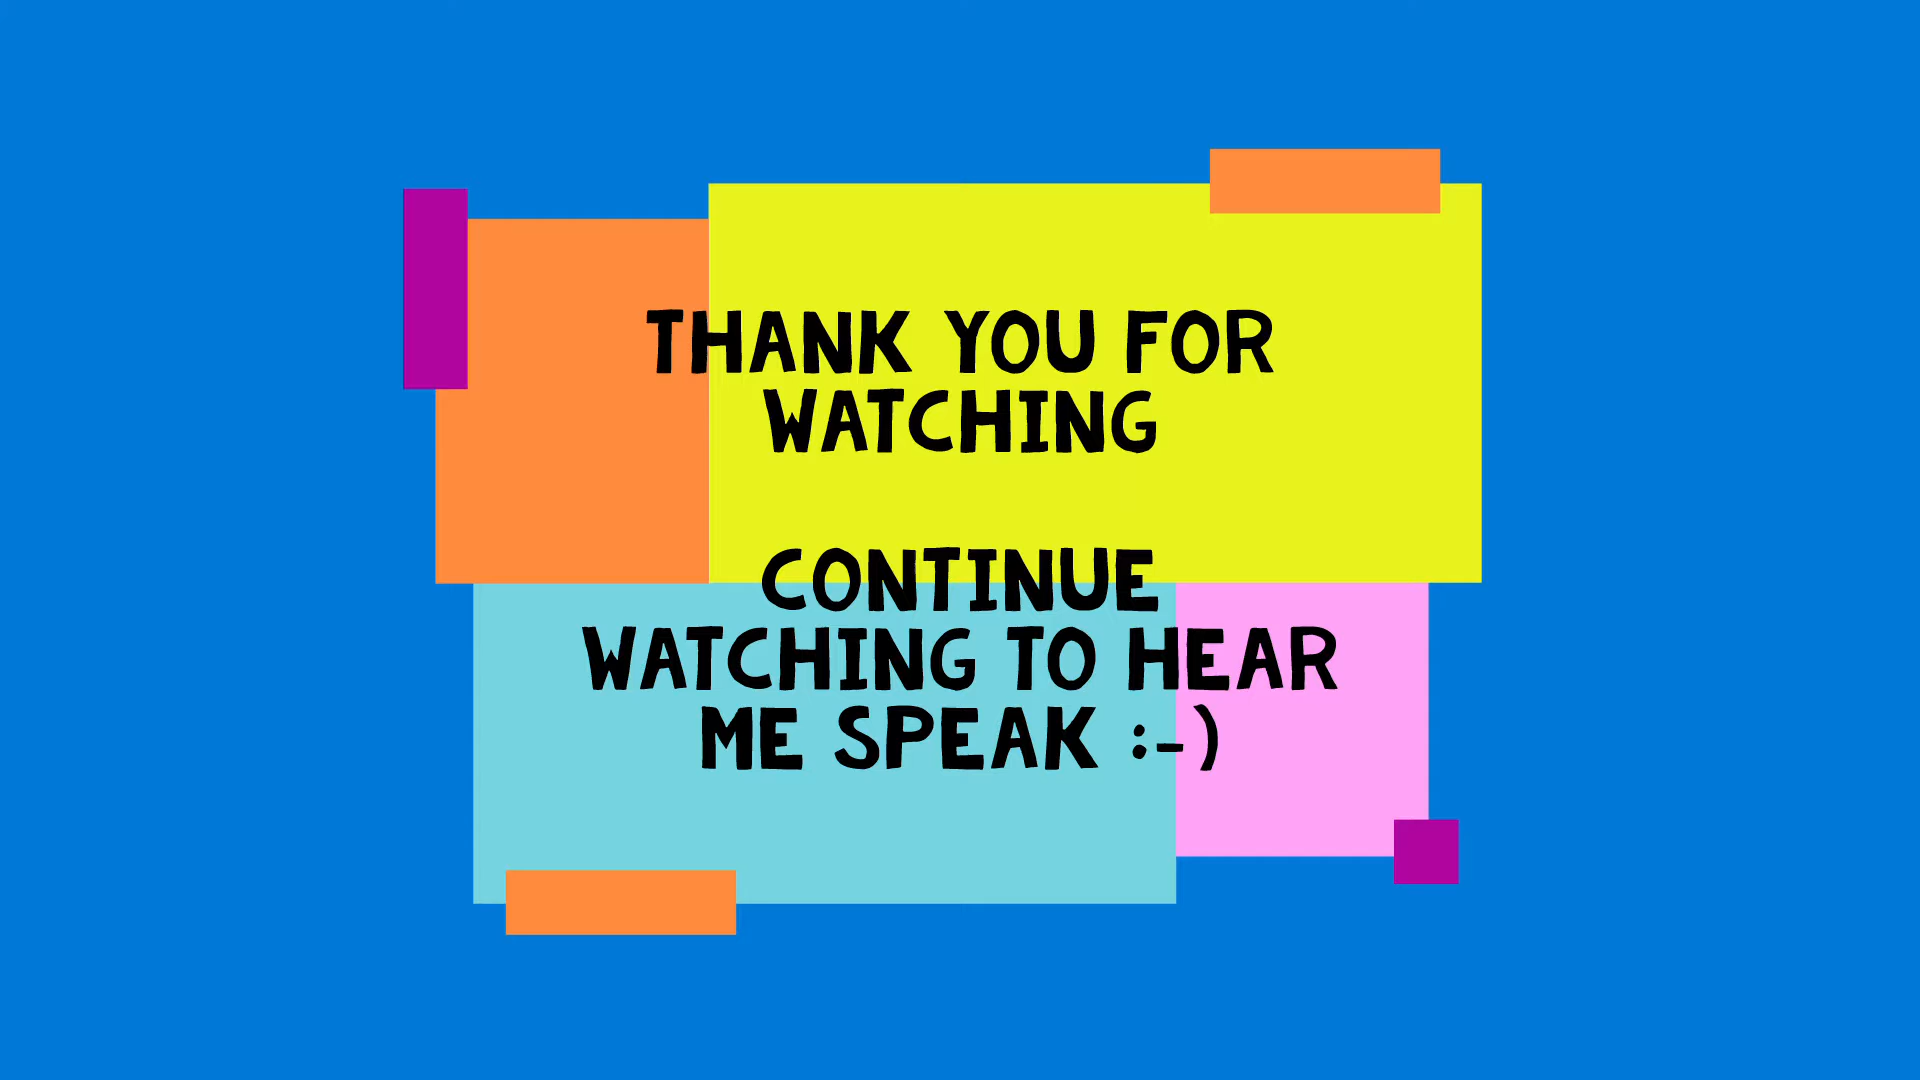 THANK YOU FOR
WATCHING
CONTINUE
WATCHING TO HEAR
ME SPEAK :-)